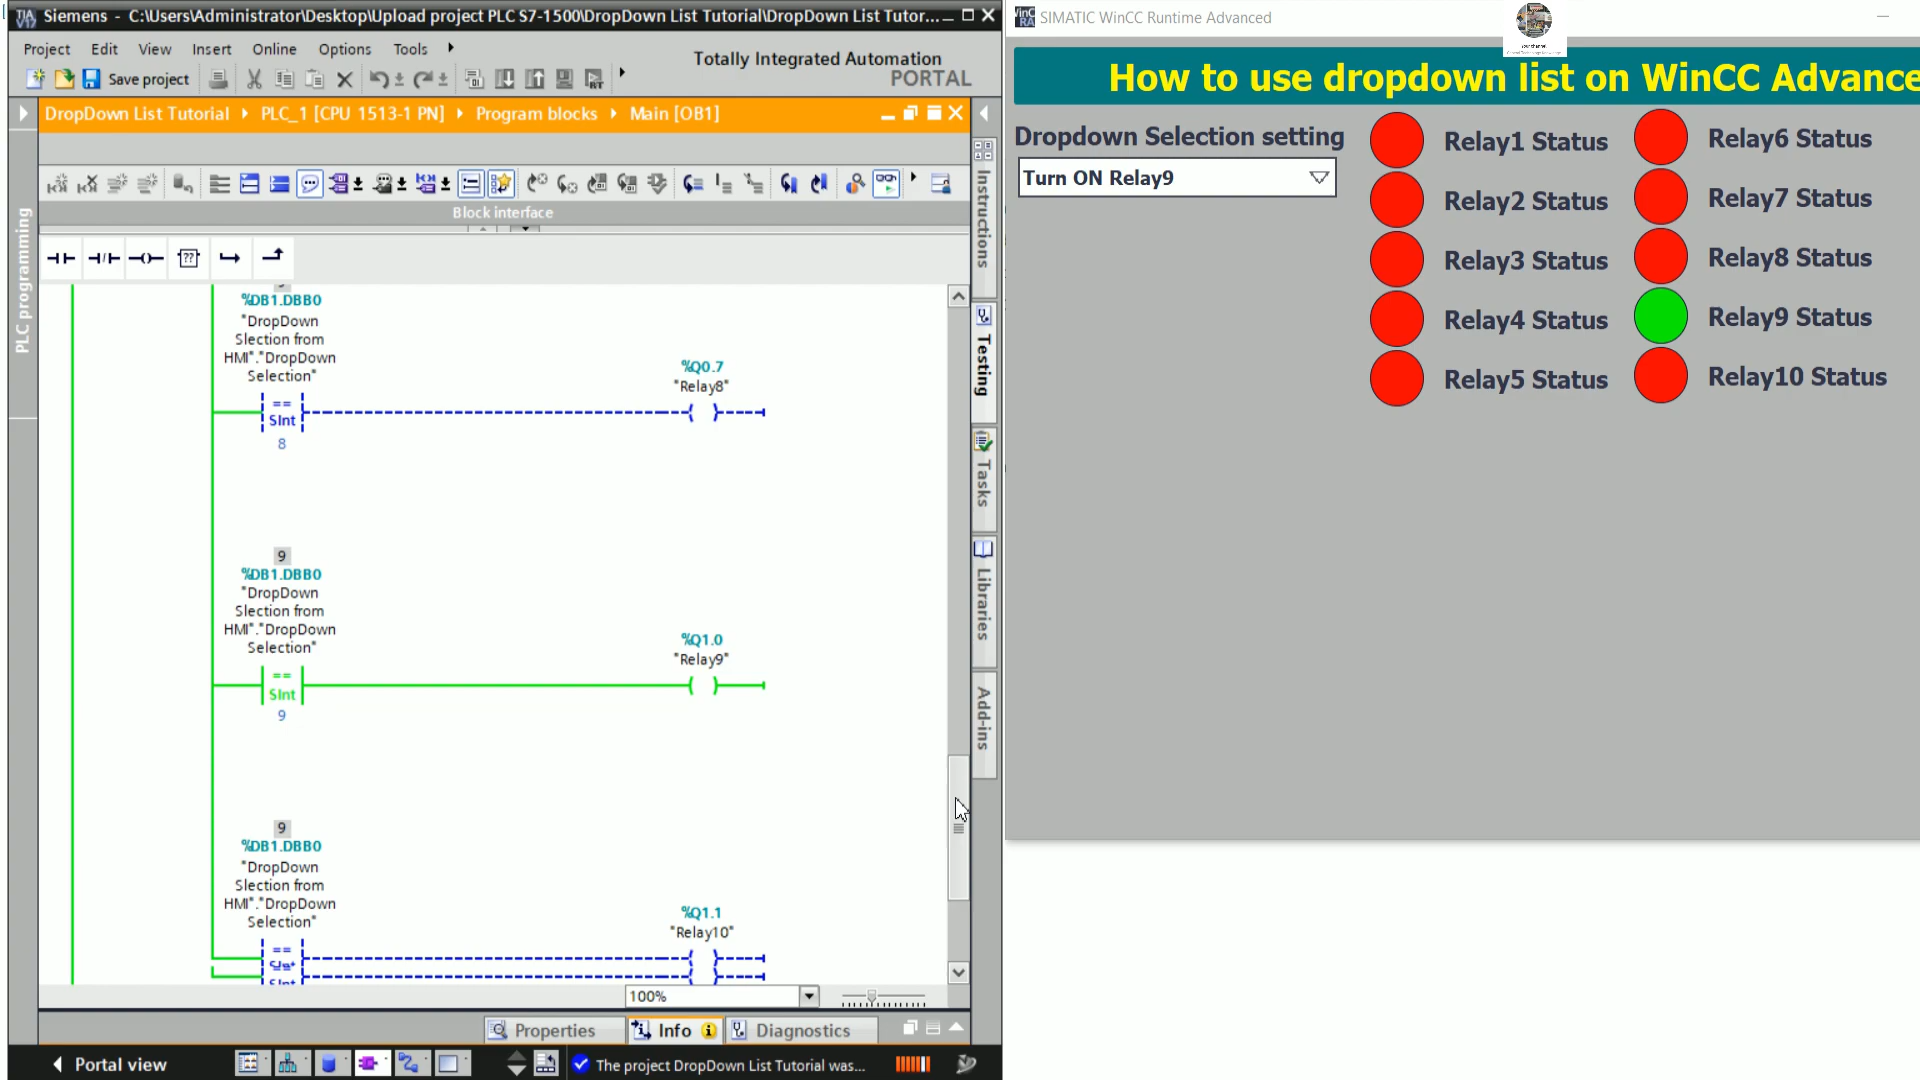 Siemens - C:\Users\Administrator\Desktop\Upload project PLC S7-1500\DropDown List Tutorial\DropDown List Tutor...
Project Edit View Insert Online Options Tools
Totally Integrated Automation
PORTAL
Save project
DropDown List Tutorial PLC_1 [CPU 1513-1 PN] Program blocks Main [OB1]
Block interface
PLC programming
Instructions
Testing
Tasks
Libraries
Add-ins
??
%DB1.DBB0
"DropDown
Slection from
HMI"."DropDown
Selection"
==
SInt
8
%Q0.7
"Relay8"
9
%DB1.DBB0
"DropDown
Slection from
HMI"."DropDown
Selection"
==
SInt
9
%Q1.0
"Relay9"
9
%DB1.DBB0
"DropDown
Slection from
HMI"."DropDown
Selection"
==
%Q1.1
"Relay10"
100%
Properties Info Diagnostics
Portal view
The project DropDown List Tutorial was...
SIMATIC WinCC Runtime Advanced
How to use dropdown list on WinCC Advance
Dropdown Selection setting
Turn ON Relay9
Relay1 Status
Relay2 Status
Relay3 Status
Relay4 Status
Relay5 Status
Relay6 Status
Relay7 Status
Relay8 Status
Relay9 Status
Relay10 Status